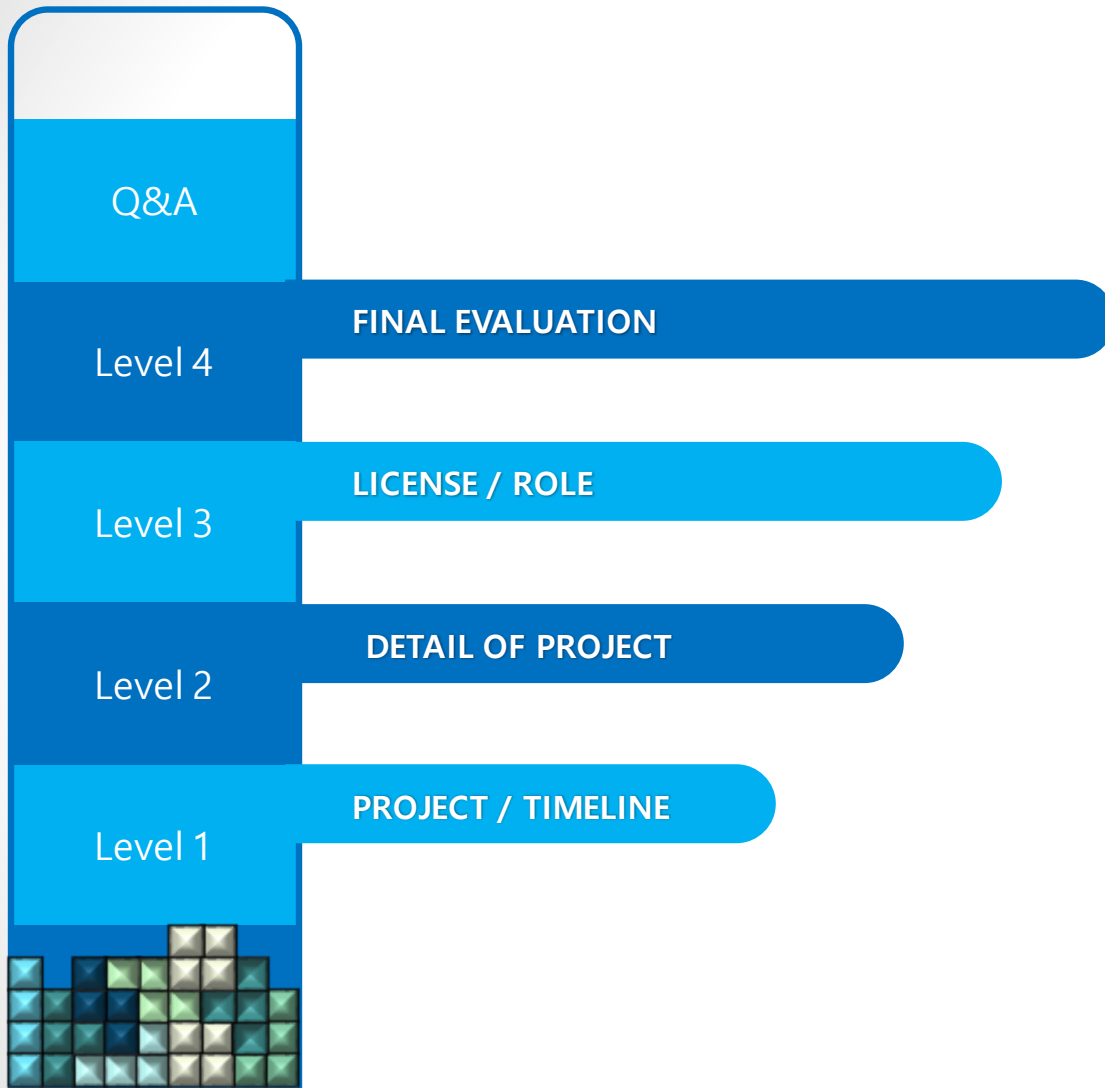 Q&A
FINAL EVALUATION
Level 4
LICENSE / ROLE
Level 3
DETAIL OF PROJECT
Level 2
PROJECT / TIMELINE
Level 1